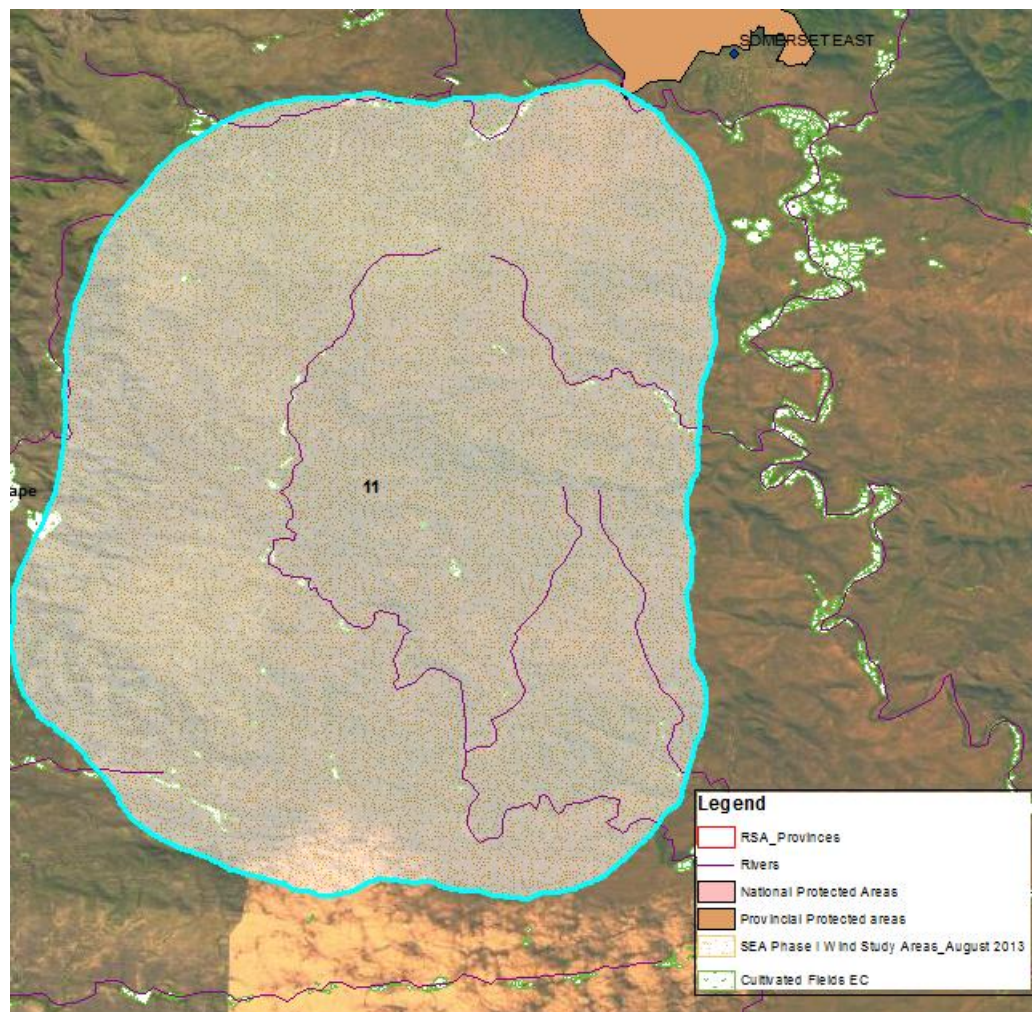 SOMERSET EAST
11
ape
Legend
RSA_Provinces
Rivers
National Protected Areas
Provincial Protected areas
SEA Phase I Wind Study Areas_August 2013
Cultivated Fields EC